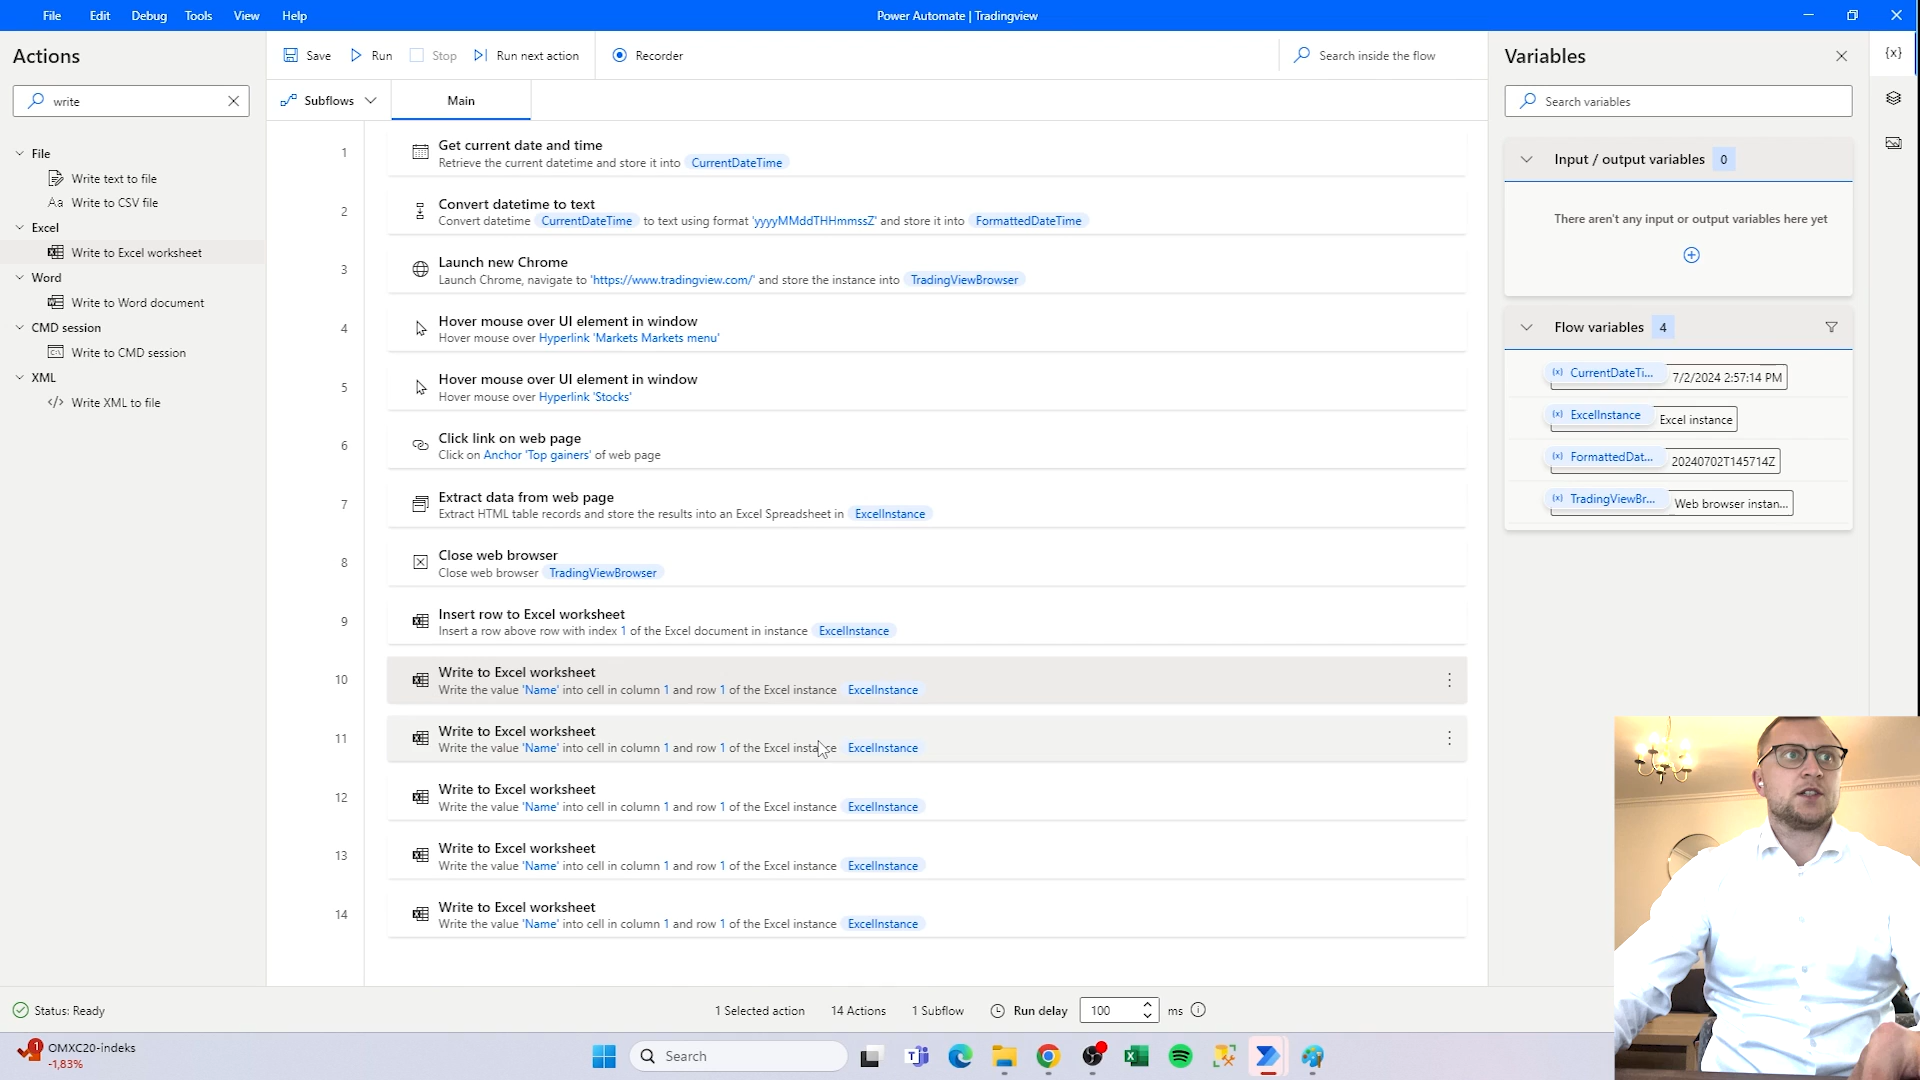 File Edit Debug Tools View Help
Power Automate | Tradingview
Actions
write
File
Write text to file
Aa Write to CSV file
Excel
Write to Excel worksheet
Word
Write to Word document
CMD session
Write to CMD session
XML
Write XML to file
Save Run Stop Run next action Recorder
Search inside the flow
Subflows Main
1 Get current date and time
Retrieve the current datetime and store it into CurrentDateTime
2 Convert datetime to text
Convert datetime CurrentDateTime to text using format 'yyyyMMddTHHmmssZ' and store it into FormattedDateTime
3 Launch new Chrome
Launch Chrome, navigate to 'https://www.tradingview.com/' and store the instance into TradingViewBrowser
4 Hover mouse over UI element in window
Hover mouse over Hyperlink 'Markets Markets menu'
5 Hover mouse over UI element in window
Hover mouse over Hyperlink 'Stocks'
6 Click link on web page
Click on Anchor 'Top gainers' of web page
7 Extract data from web page
Extract HTML table records and store the results into an Excel Spreadsheet in ExcelInstance
8 Close web browser
Close web browser TradingViewBrowser
9 Insert row to Excel worksheet
Insert a row above row with index 1 of the Excel document in instance ExcelInstance
10 Write to Excel worksheet
Write the value 'Name' into cell in column 1 and row 1 of the Excel instance ExcelInstance
11 Write to Excel worksheet
Write the value 'Name' into cell in column 1 and row 1 of the Excel instance ExcelInstance
12 Write to Excel worksheet
Write the value 'Name' into cell in column 1 and row 1 of the Excel instance ExcelInstance
13 Write to Excel worksheet
Write the value 'Name' into cell in column 1 and row 1 of the Excel instance ExcelInstance
14 Write to Excel worksheet
Write the value 'Name' into cell in column 1 and row 1 of the Excel instance ExcelInstance
Variables
{x}
Search variables
Input / output variables 0
There aren't any input or output variables here yet
Flow variables 4
(x) CurrentDateTi... 7/2/2024 2:57:14 PM
(x) ExcelInstance Excel instance
(x) FormattedDat... 20240702T145714Z
(x) TradingViewBr... Web browser instan...
Status: Ready
1 Selected action 14 Actions 1 Subflow Run delay 100 ms
1 OMXC20-indeks
-1,83%
Search